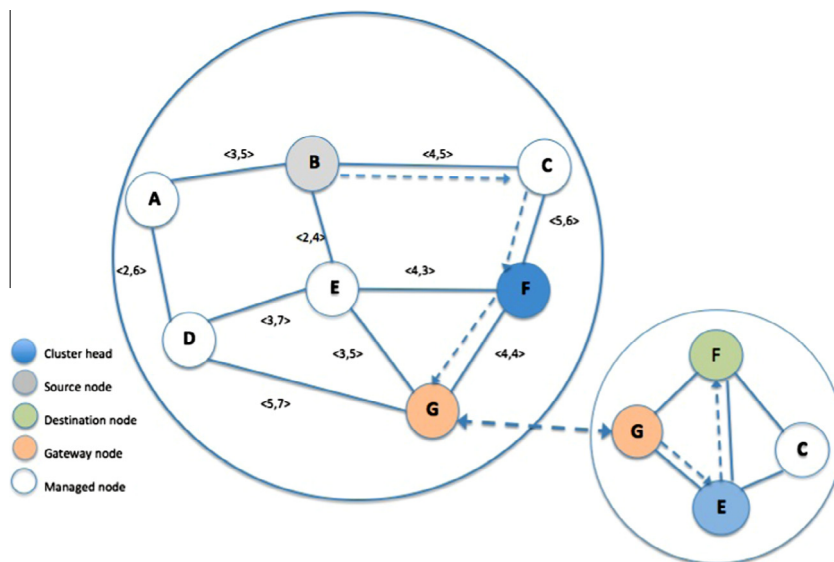 <3,5>
B
<4,5>
C
A
<5,6>
<2,4>
<2,6>
E
<4,3>
F
<3,7>
D
<3,5>
<4,4>
<5,7>
G
Cluster head
Source node
Destination node
Gateway node
Managed node
F
G
C
E